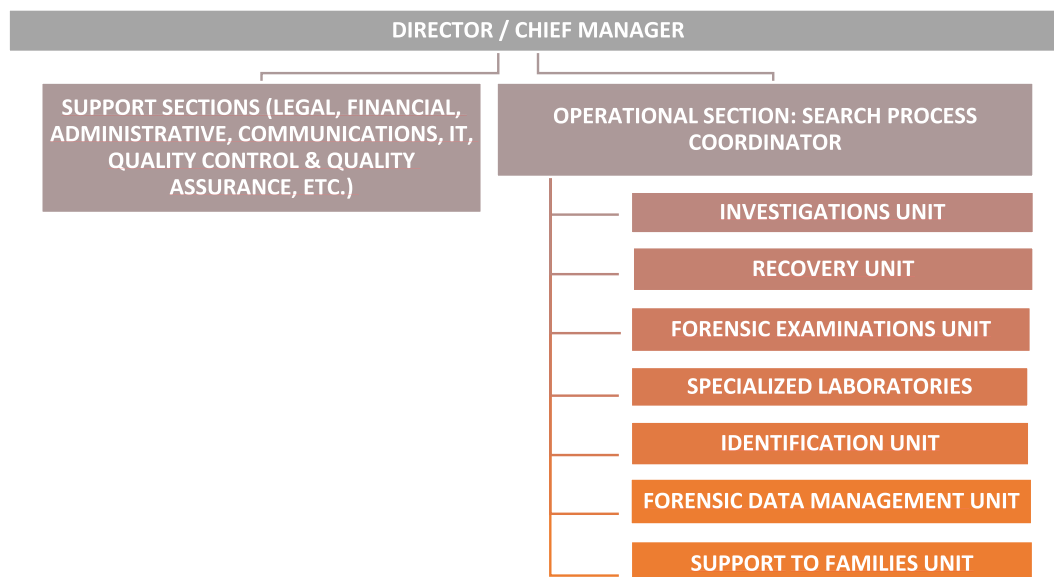 DIRECTOR / CHIEF MANAGER
SUPPORT SECTIONS (LEGAL, FINANCIAL,
ADMINISTRATIVE, COMMUNICATIONS, IT,
QUALITY CONTROL & QUALITY
ASSURANCE, ETC.)
OPERATIONAL SECTION: SEARCH PROCESS
COORDINATOR
INVESTIGATIONS UNIT
RECOVERY UNIT
FORENSIC EXAMINATIONS UNIT
SPECIALIZED LABORATORIES
IDENTIFICATION UNIT
FORENSIC DATA MANAGEMENT UNIT
SUPPORT TO FAMILIES UNIT